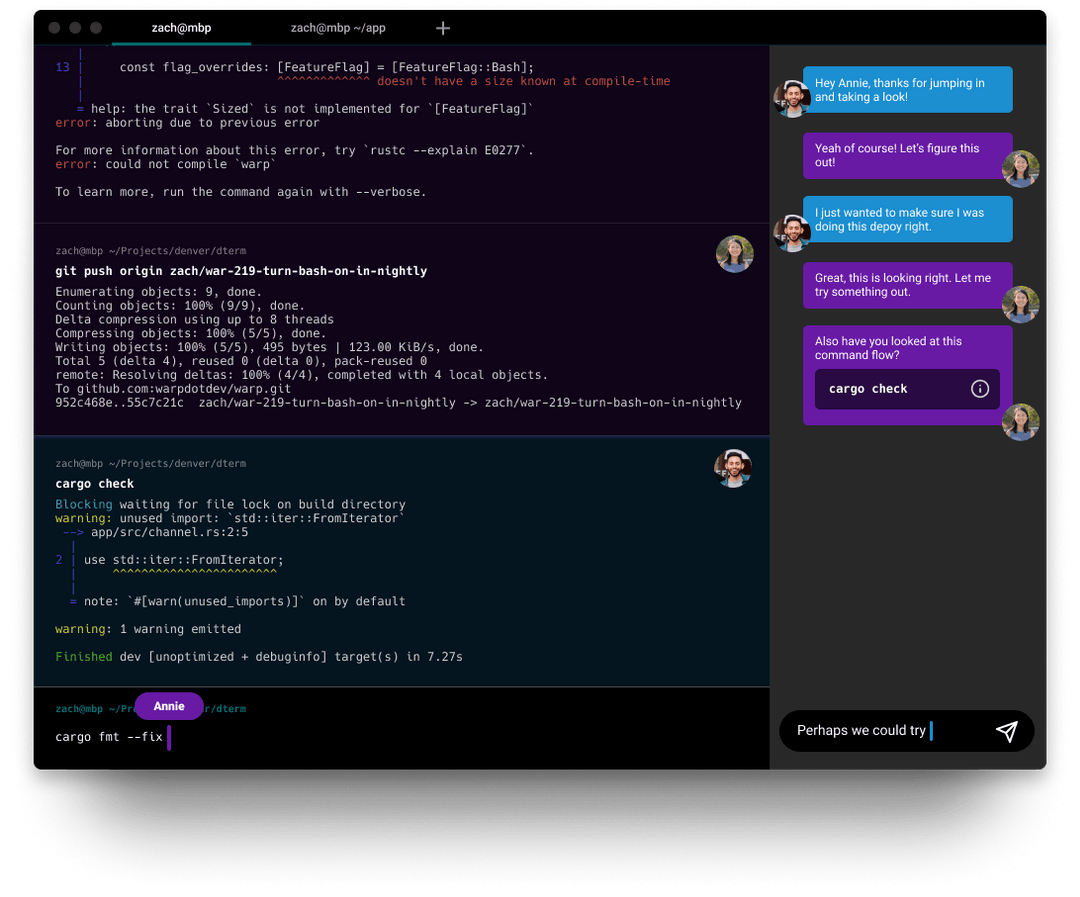 zach@mbp
zach@mbp ~/app
13 | const flag_overrides: [FeatureFlag] = [FeatureFlag::Bash];
^^^^^^^^^^^^^ doesn't have a size known at compile-time
= help: the trait `Sized` is not implemented for `[FeatureFlag]`
error: aborting due to previous error
For more information about this error, try `rustc --explain E0277`.
error: could not compile `warp`
To learn more, run the command again with --verbose.
zach@mbp ~/Projects/denver/dterm
git push origin zach/war-219-turn-bash-on-in-nightly
Enumerating objects: 9, done.
Counting objects: 100% (9/9), done.
Delta compression using up to 8 threads
Compressing objects: 100% (5/5), done.
Writing objects: 100% (5/5), 495 bytes | 123.00 KiB/s, done.
Total 5 (delta 4), reused 0 (delta 0), pack-reused 0
remote: Resolving deltas: 100% (4/4), completed with 4 local objects.
To github.com:warpdotdev/warp.git
952c468e..55c7c21c  zach/war-219-turn-bash-on-in-nightly -> zach/war-219-turn-bash-on-in-nightly
zach@mbp ~/Projects/denver/dterm
cargo check
Blocking waiting for file lock on build directory
warning: unused import: `std::iter::FromIterator`
--> app/src/channel.rs:2:5
|
2 | use std::iter::FromIterator;
| ^^^^^^^^^^^^^^^^^^^^^^^
|
= note: `#[warn(unused_imports)]` on by default
warning: 1 warning emitted
Finished dev [unoptimized + debuginfo] target(s) in 7.27s
zach@mbp ~/Pr
Annie
r/dterm
cargo fmt --fix
Hey Annie, thanks for jumping in
and taking a look!
Yeah of course! Let's figure this
out!
I just wanted to make sure I was
doing this depoy right.
Great, this is looking right. Let me
try something out.
Also have you looked at this
command flow?
cargo check
Perhaps we could try